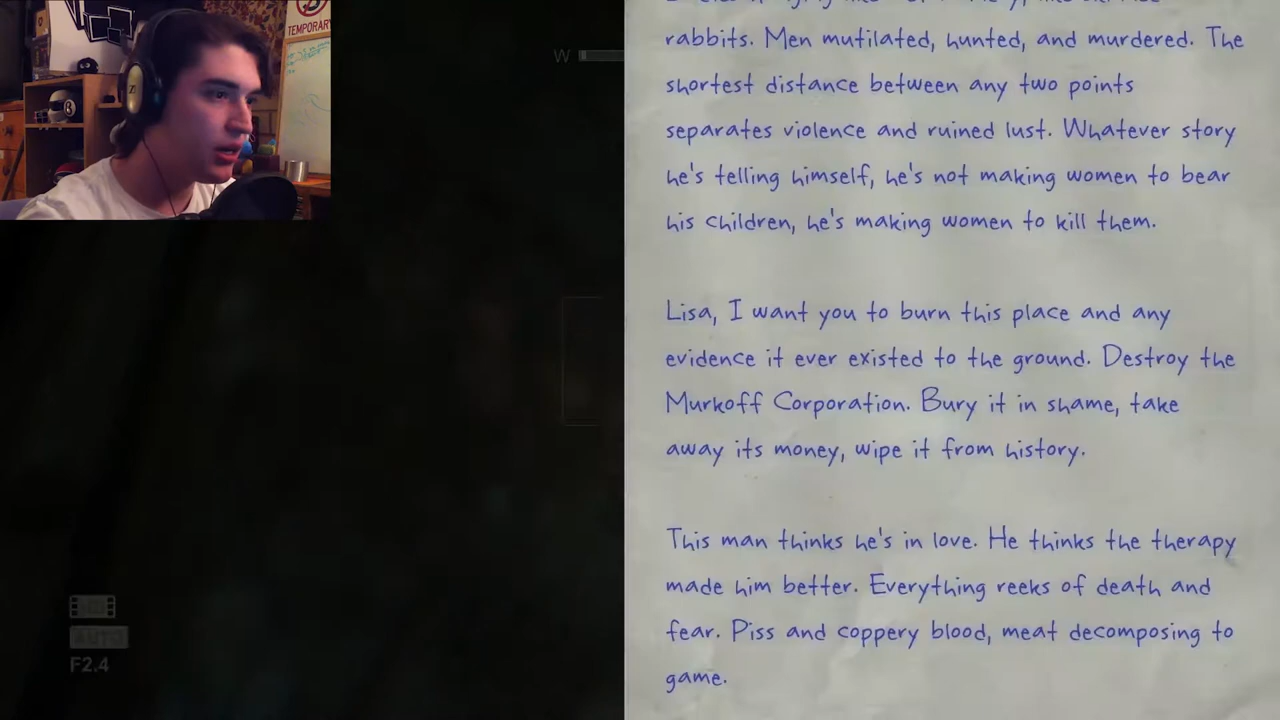 TEMPORARY
W
rabbits. Men mutilated, hunted, and murdered. The
shortest distance between any two points
separates violence and ruined lust. Whatever story
he's telling himself, he's not making women to bear
his children, he's making women to kill them.
Lisa, I want you to burn this place and any
evidence it ever existed to the ground. Destroy the
Murkoff Corporation. Bury it in shame, take
away its money, wipe it from history.
This man thinks he's in love. He thinks the therapy
made him better. Everything reeks of death and
fear. Piss and coppery blood, meat decomposing to
game.
AUTO
F2.4